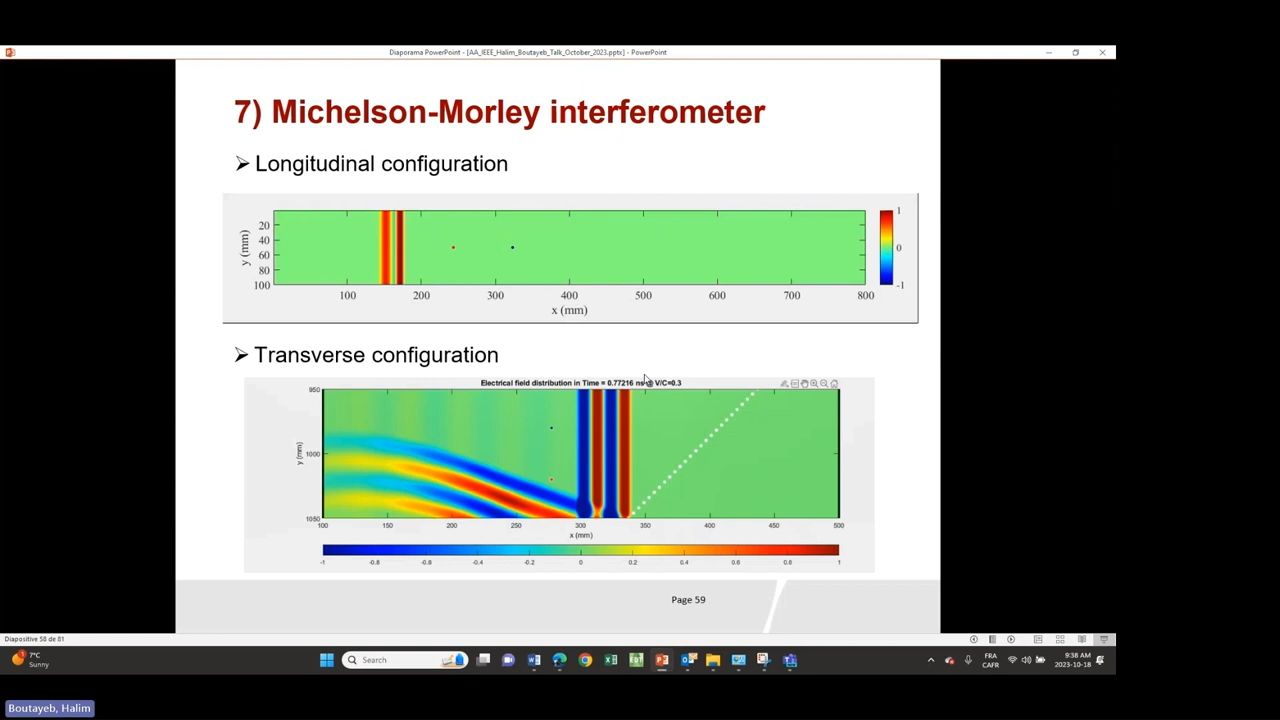 Diaporama PowerPoint - [AA_IEEE_Halim_Boutayeb_Talk_October_2023.pptx] - PowerPoint
7) Michelson-Morley interferometer
➢ Longitudinal configuration
20
40
60
80
100
y (mm)
100 200 300 400 500 600 700 800
x (mm)
1
0
-1
➢ Transverse configuration
Electrical field distribution in Time = 0.77216 ns @ V/C=0.3
950
1000
1050
y (mm)
100 150 200 250 300 350 400 450 500
x (mm)
-1 -0.8 -0.6 -0.4 -0.2 0 0.2 0.4 0.6 0.8 1
Page 59
Diapositive 58 de 81
7°C
Sunny
Search
FRA
CAFR
9:38 AM
2023-10-18
Boutayeb, Halim